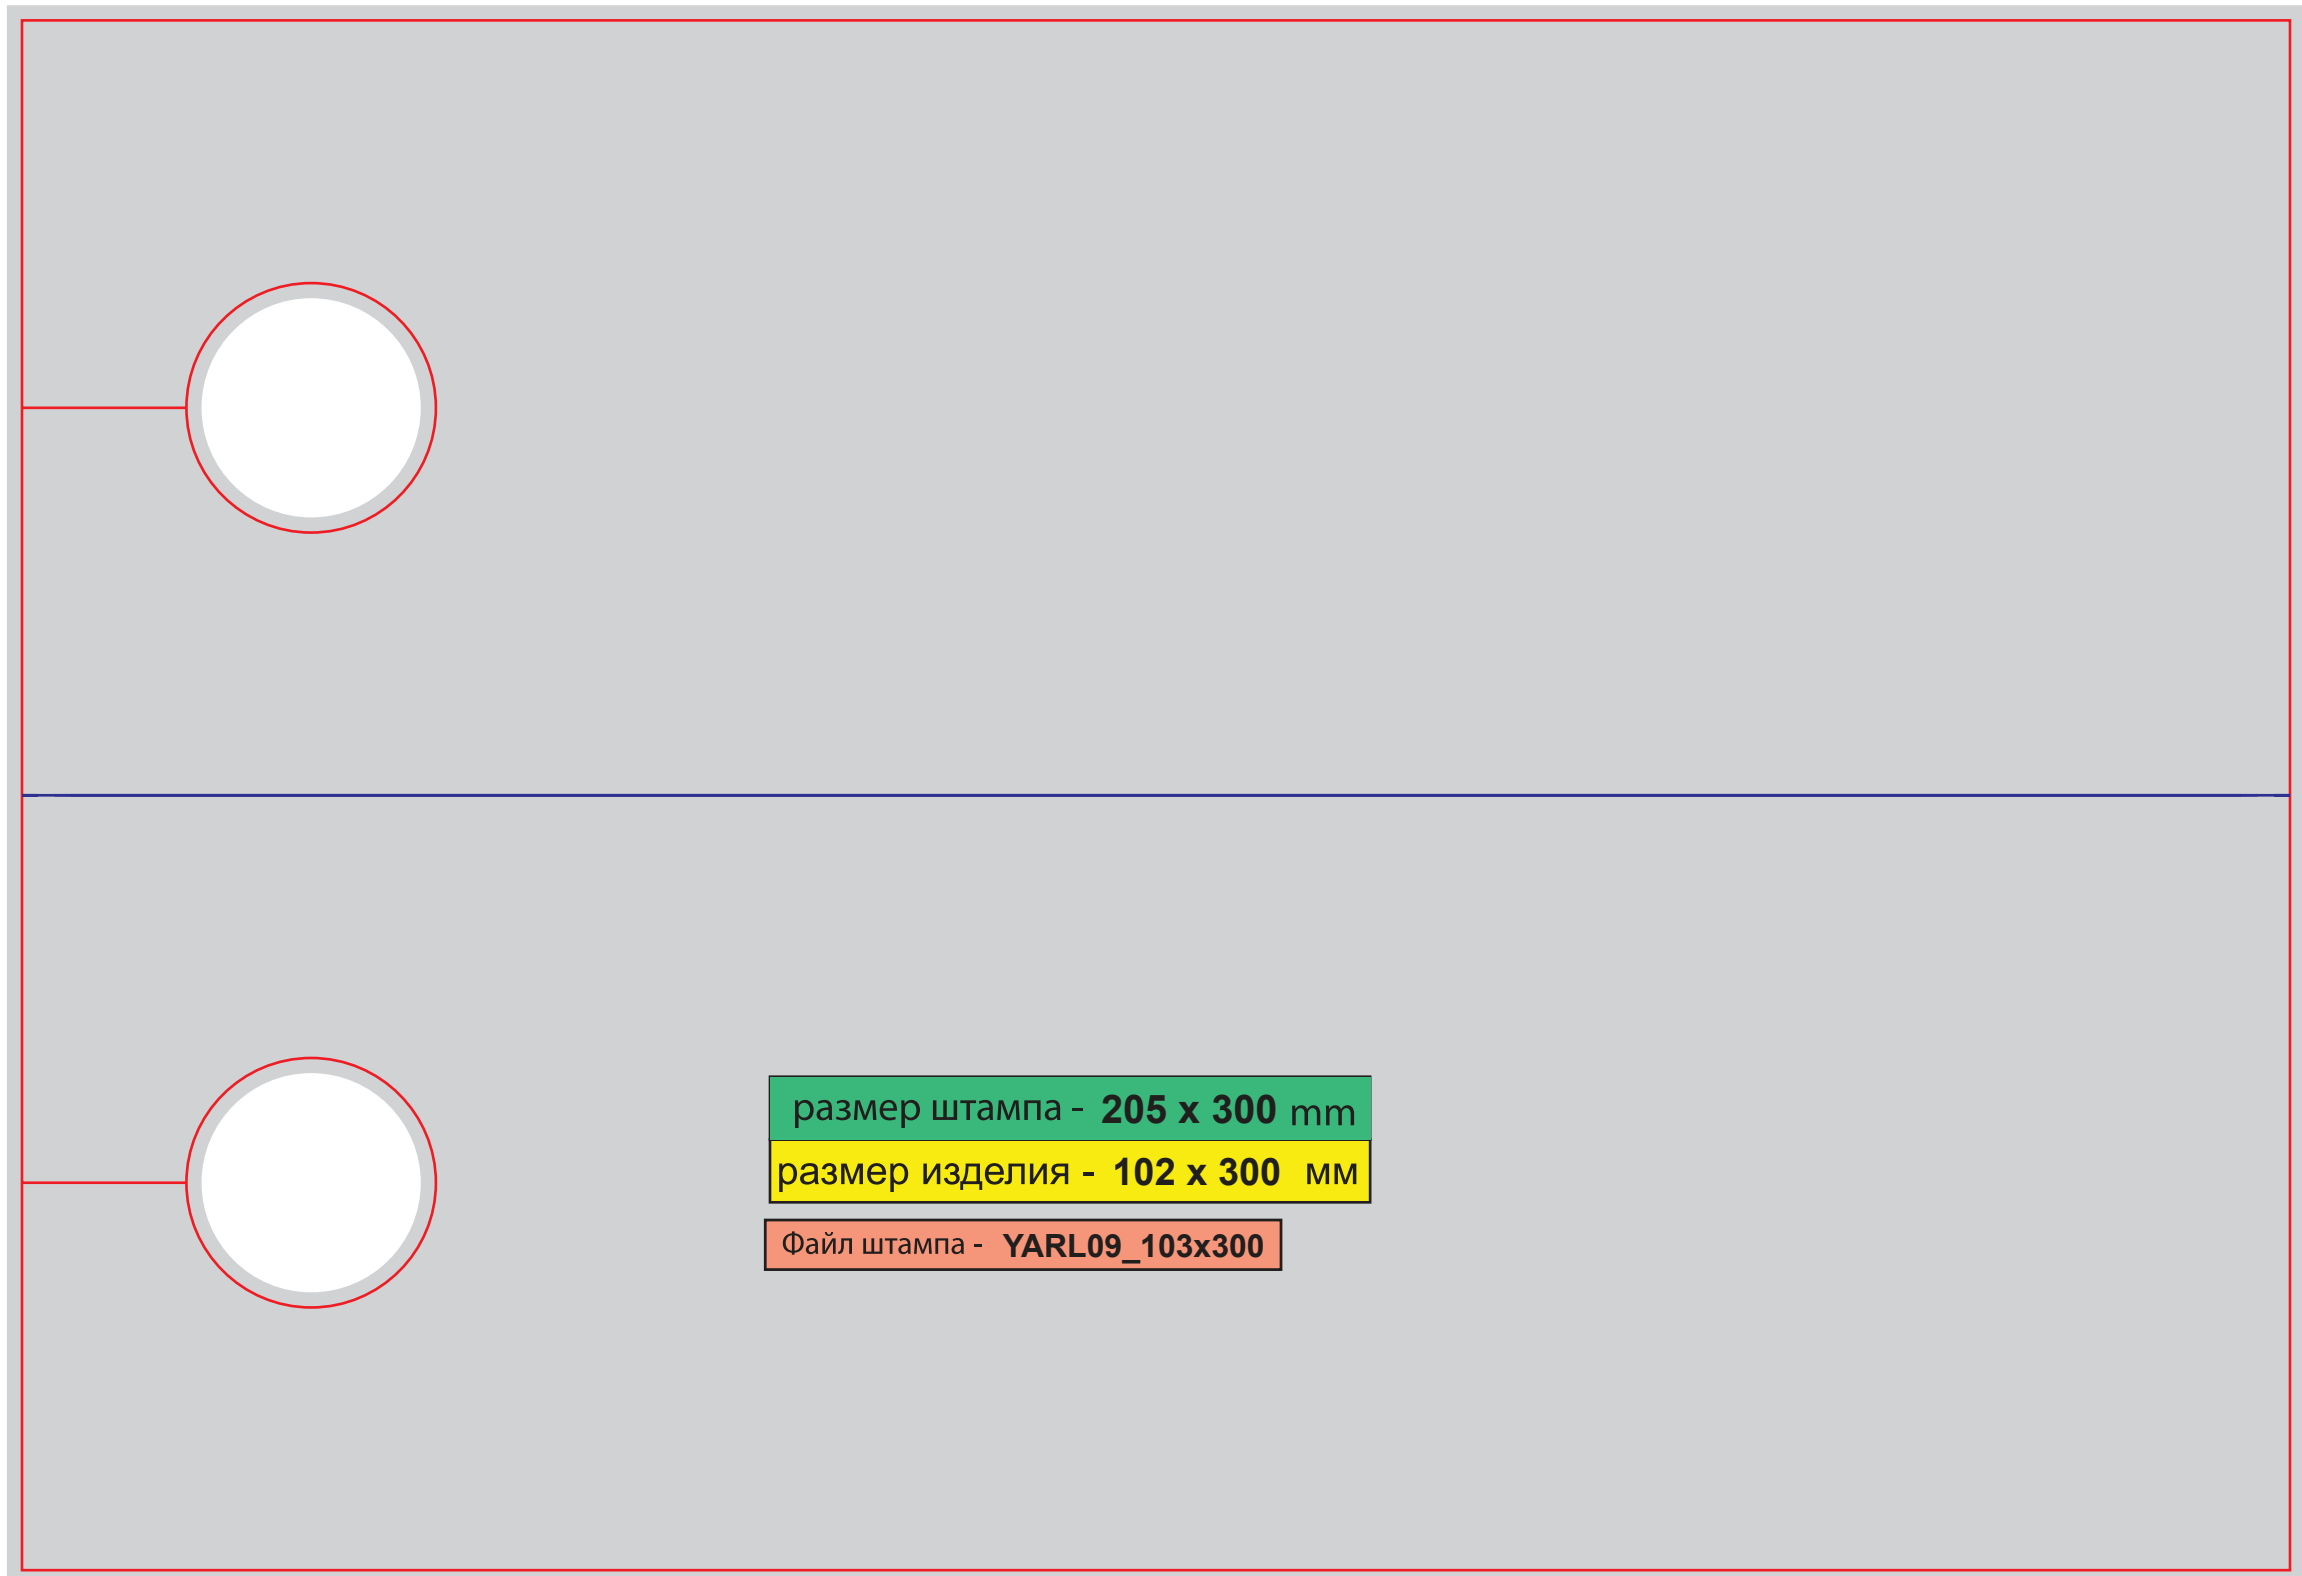 размер штампа - 205 x 300 mm
размер изделия - 102 x 300 мм
Файл штампа - YARL09_103x300